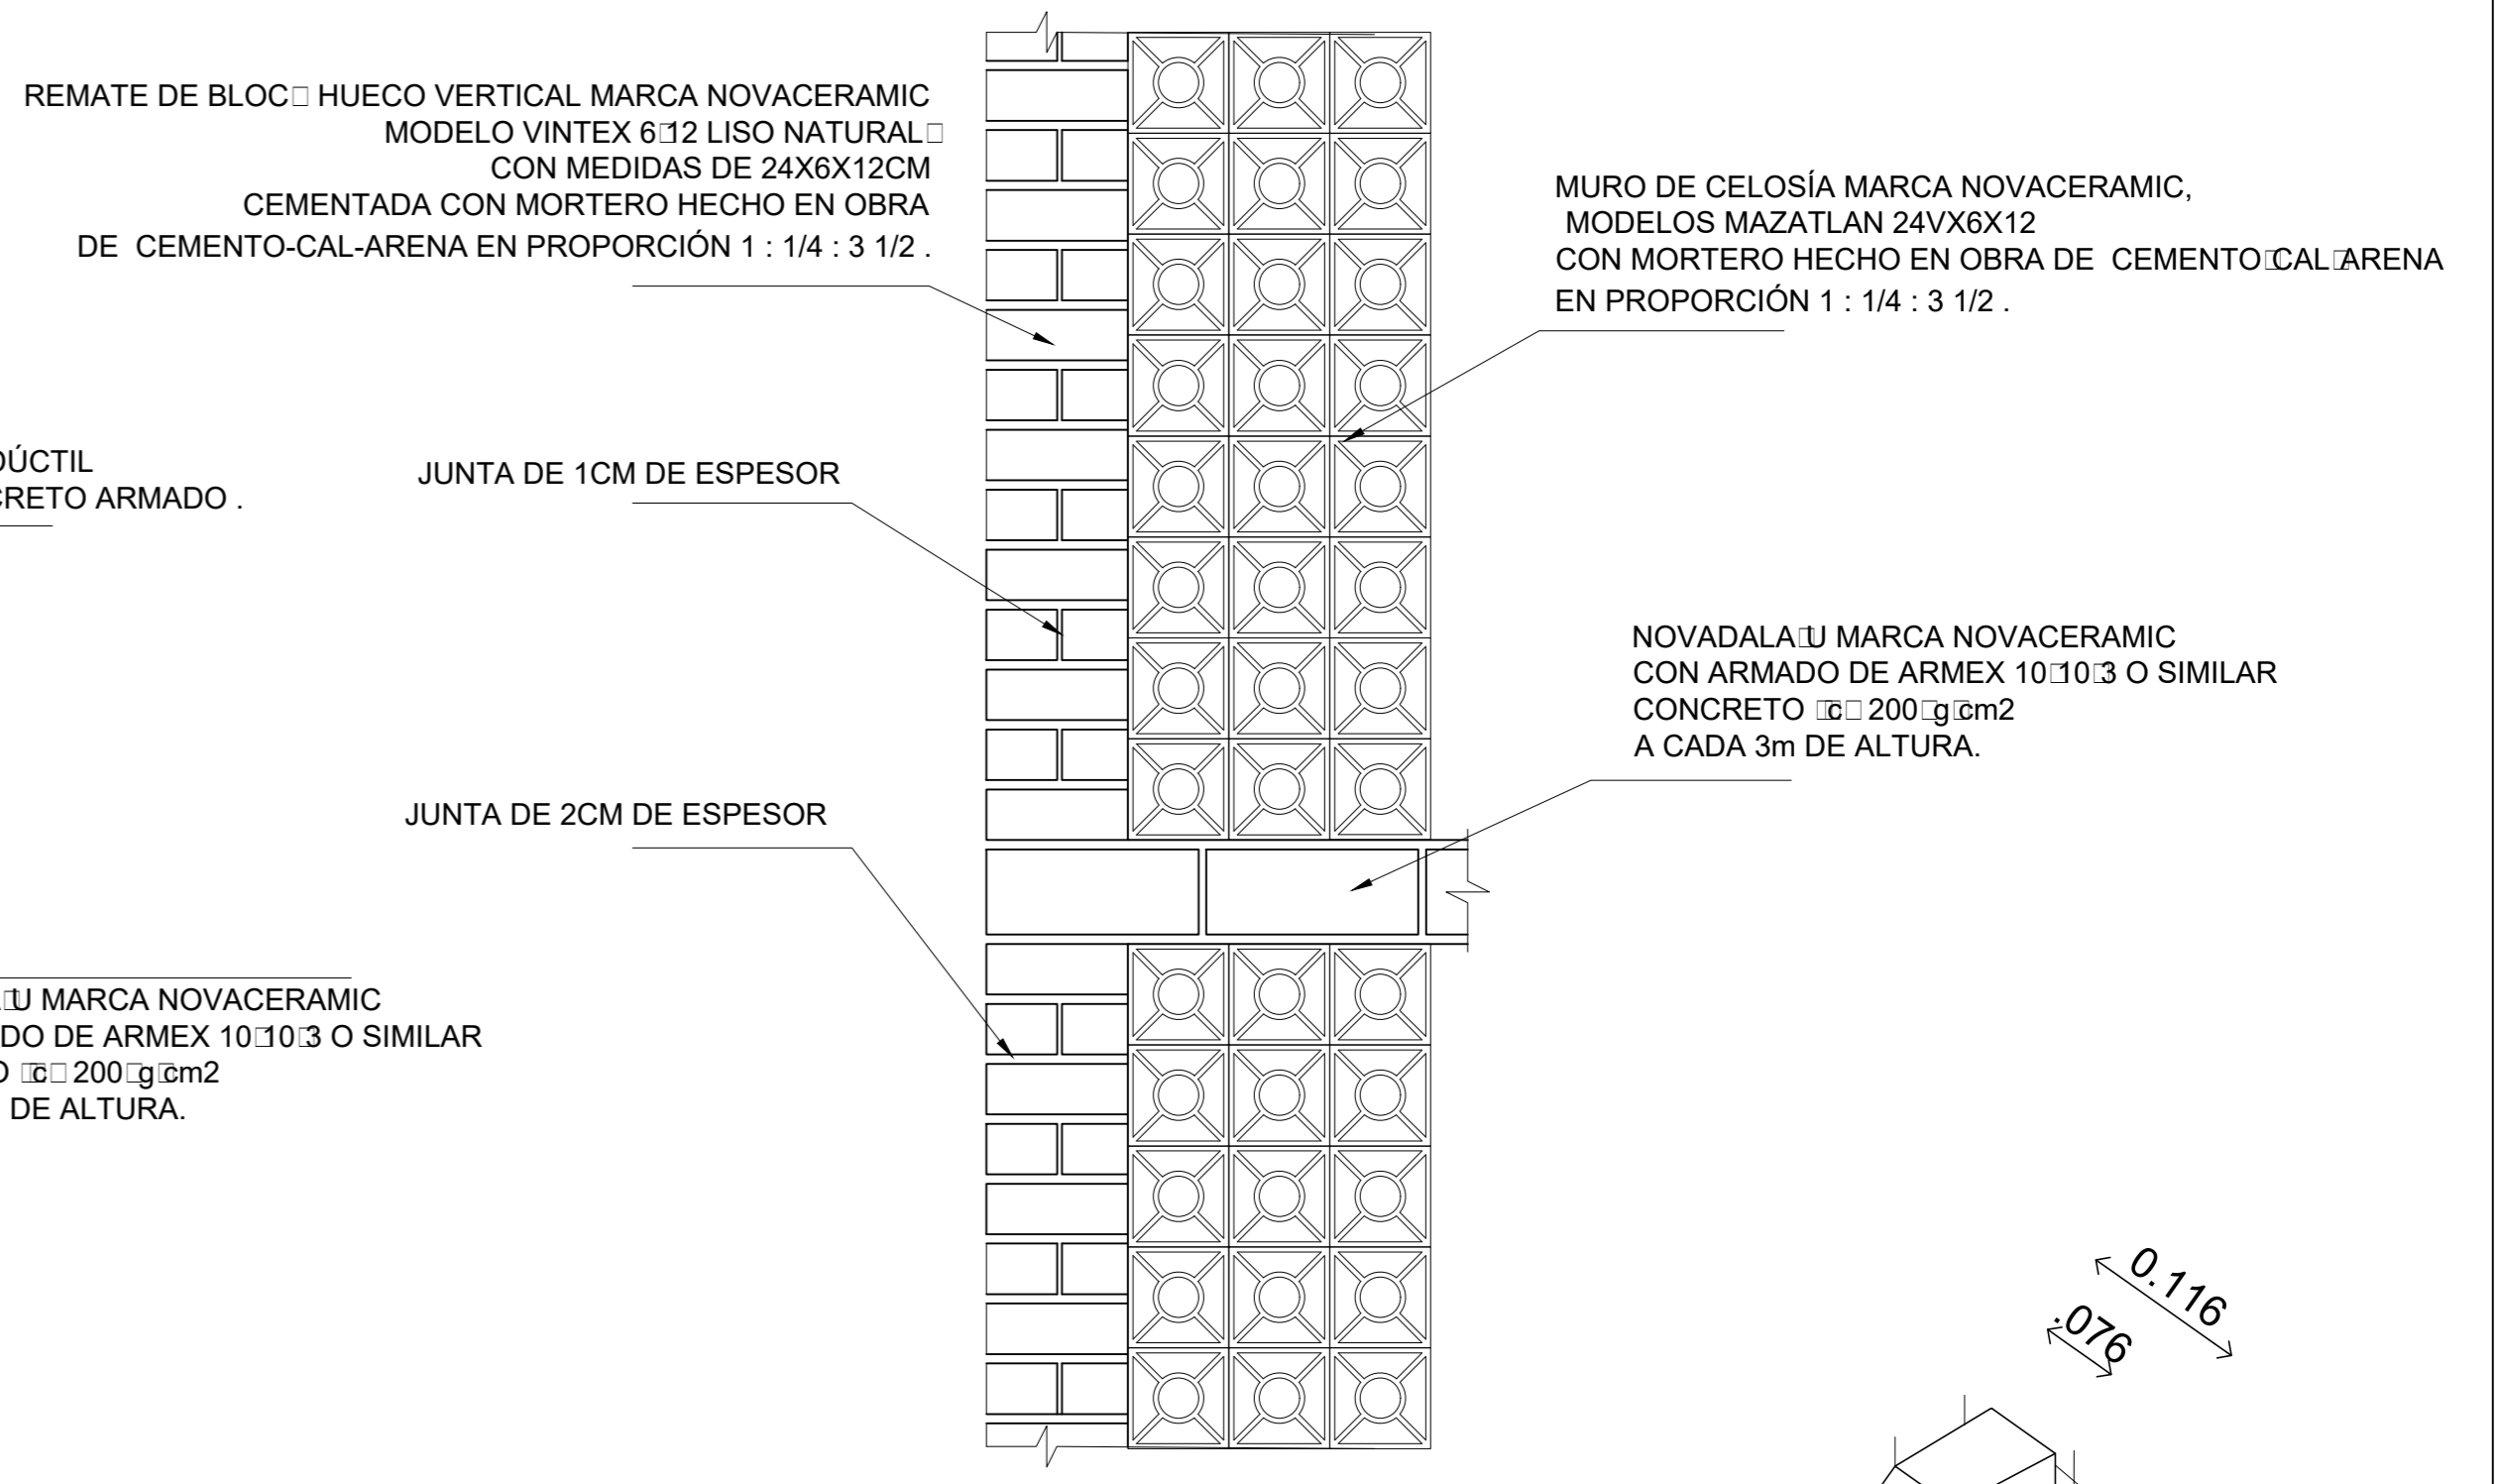 REMATE DE BLOC□ HUECO VERTICAL MARCA NOVACERAMIC
MODELO VINTEX 6□12 LISO NATURAL□
CON MEDIDAS DE 24X6X12CM
CEMENTADA CON MORTERO HECHO EN OBRA
DE CEMENTO-CAL-ARENA EN PROPORCIÓN 1 : 1/4 : 3 1/2 .
MURO DE CELOSÍA MARCA NOVACERAMIC,
MODELOS MAZATLAN 24VX6X12
CON MORTERO HECHO EN OBRA DE CEMENTO□CAL□ARENA
EN PROPORCIÓN 1 : 1/4 : 3 1/2 .
DÚCTIL
CRETO ARMADO .
JUNTA DE 1CM DE ESPESOR
NOVADALA□U MARCA NOVACERAMIC
CON ARMADO DE ARMEX 10□10□3 O SIMILAR
CONCRETO □□c□ 200□g□cm2
A CADA 3m DE ALTURA.
JUNTA DE 2CM DE ESPESOR
□U MARCA NOVACERAMIC
DO DE ARMEX 10□10□3 O SIMILAR
O □□c□ 200□g□cm2
DE ALTURA.
0.116
.076